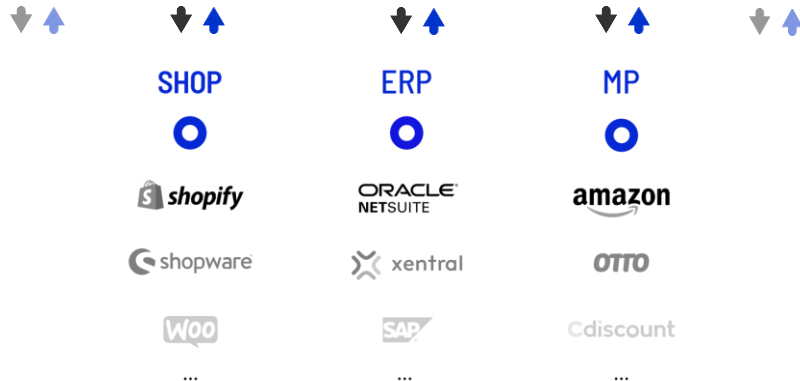 SHOP ERP MP
shopify ORACLE® amazon
NETSUITE
shopware® xentral OTTO
WOO SAP® Cdiscount
... ... ...